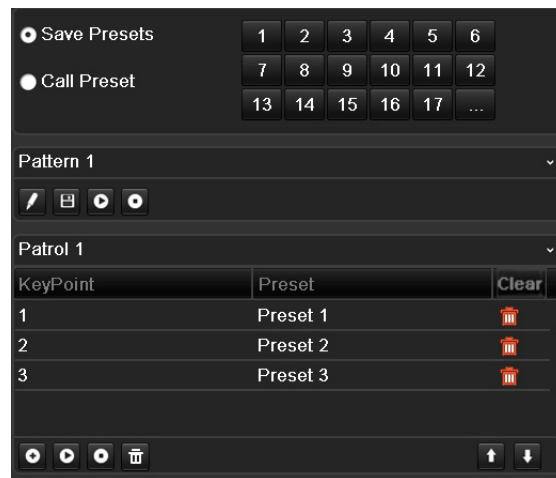 Save Presets
1 2 3 4 5 6
Call Preset
7 8 9 10 11 12
13 14 15 16 17 ...
Pattern 1
Patrol 1
KeyPoint Preset Clear
1 Preset 1
2 Preset 2
3 Preset 3